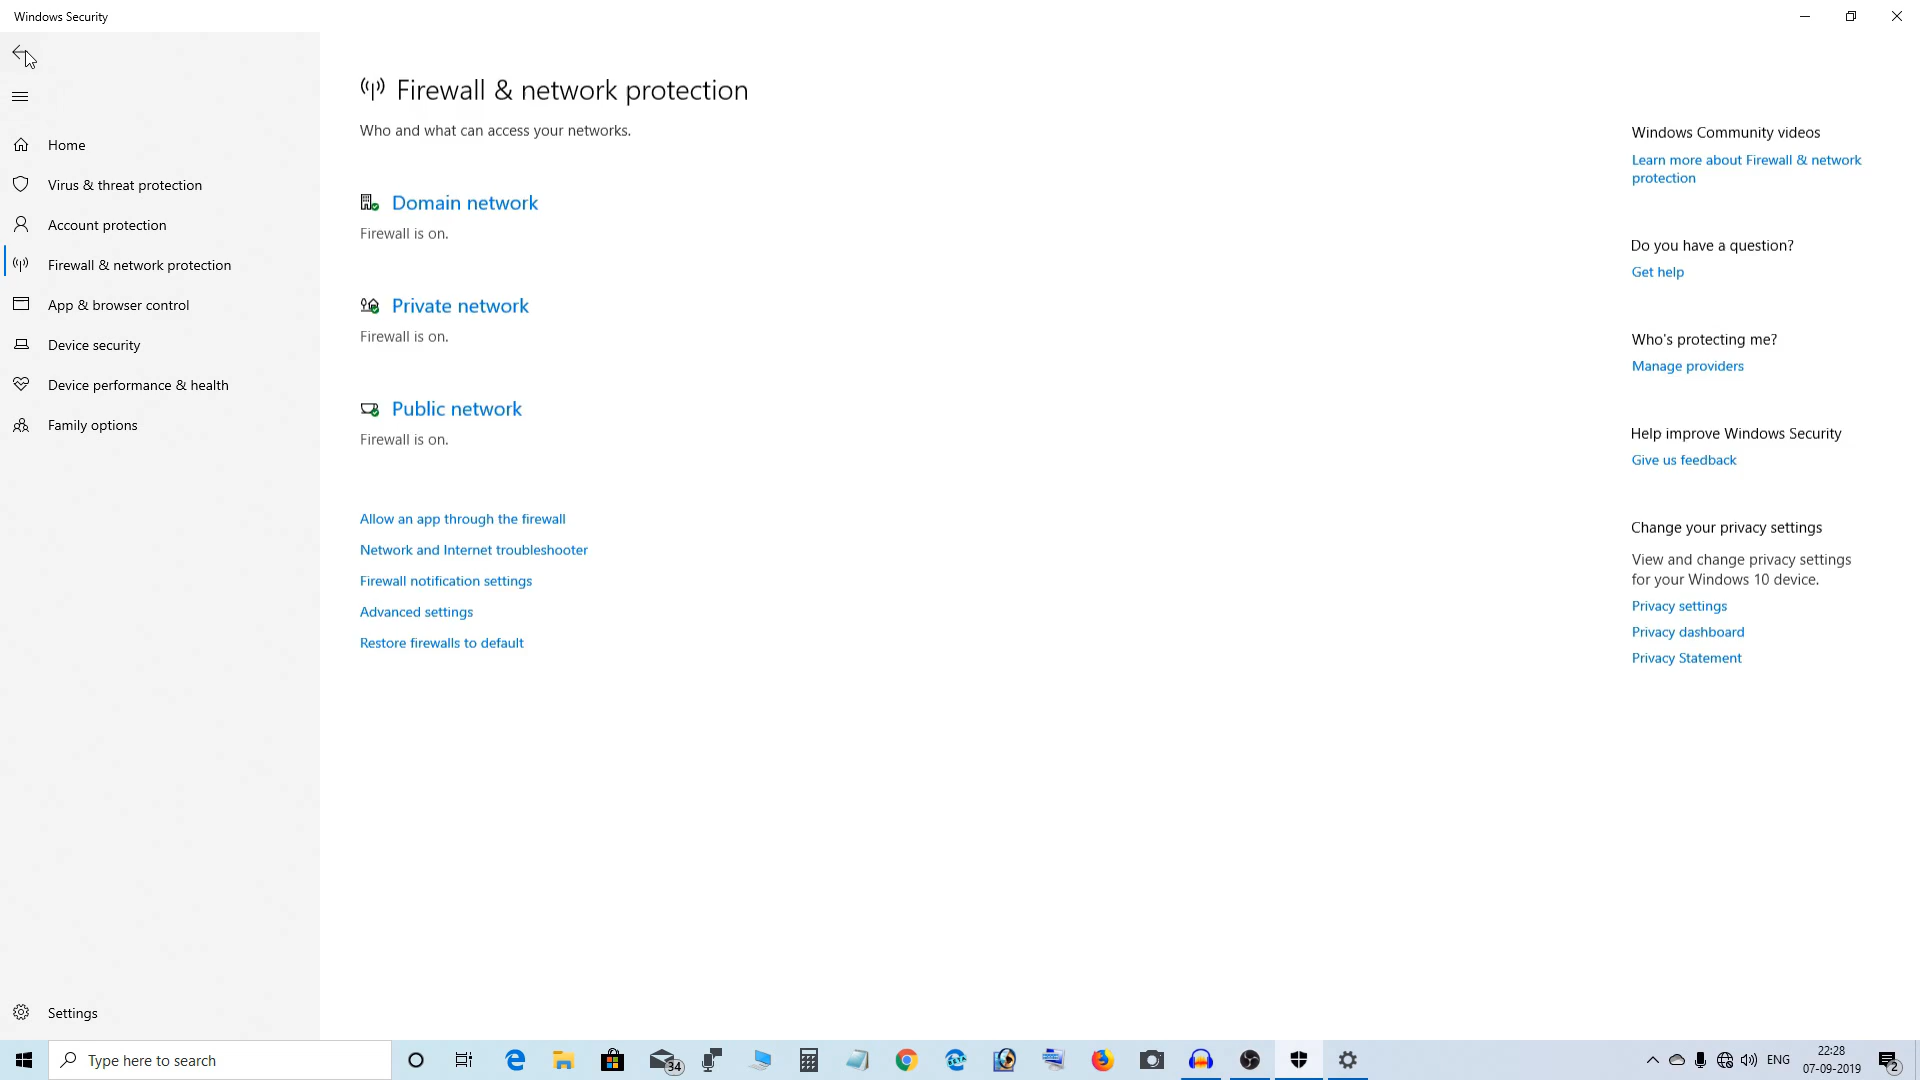 Windows Security
Home
Virus & threat protection
Account protection
Firewall & network protection
App & browser control
Device security
Device performance & health
Family options
Settings
Firewall & network protection
Who and what can access your networks.
Domain network
Firewall is on.
Private network
Firewall is on.
Public network
Firewall is on.
Allow an app through the firewall
Network and Internet troubleshooter
Firewall notification settings
Advanced settings
Restore firewalls to default
Windows Community videos
Learn more about Firewall & network
protection
Do you have a question?
Get help
Who's protecting me?
Manage providers
Help improve Windows Security
Give us feedback
Change your privacy settings
View and change privacy settings
for your Windows 10 device.
Privacy settings
Privacy dashboard
Privacy Statement
Type here to search
34
ENG
22:28
07-09-2019
2